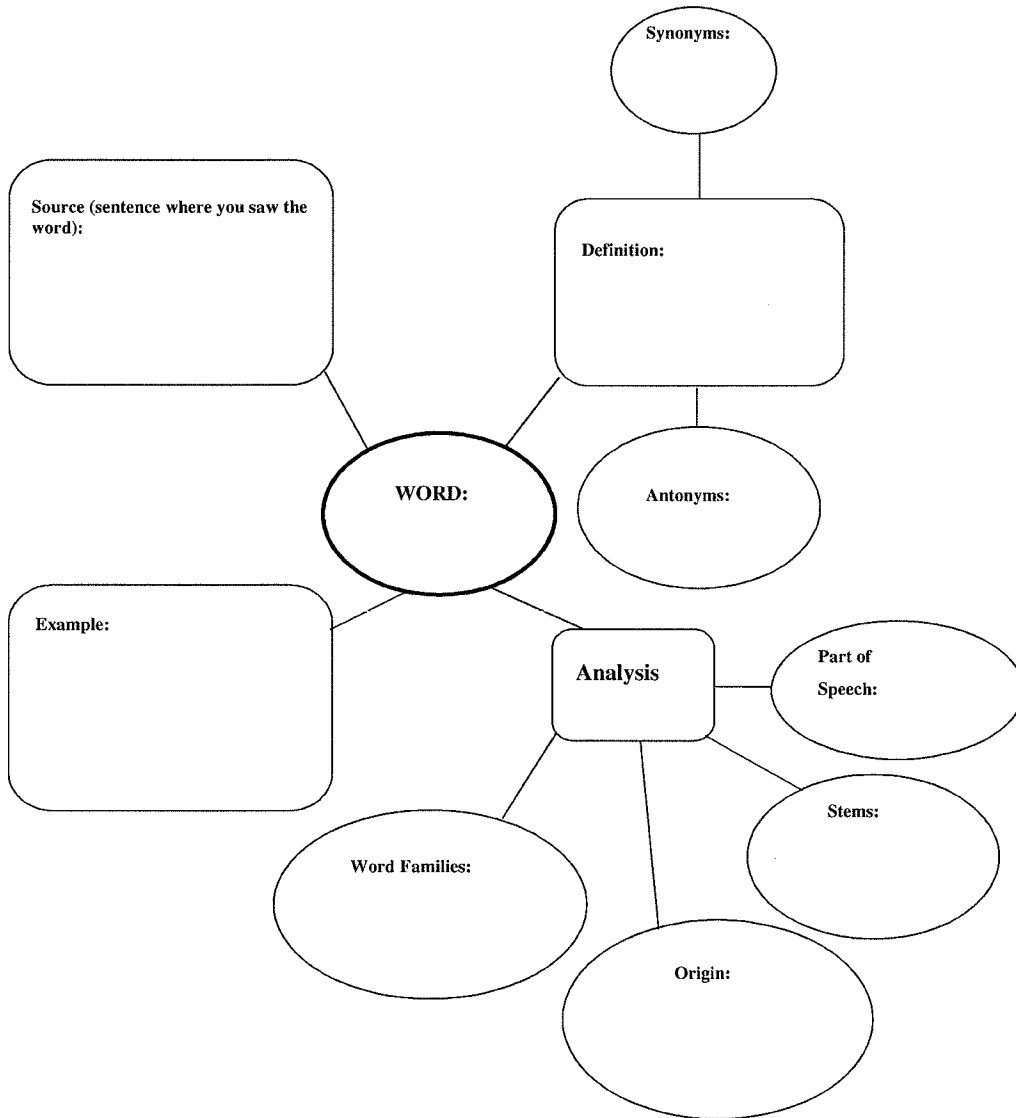 Synonyms:
Source (sentence where you saw the
word):
Definition:
WORD:
Antonyms:
Example:
Analysis
Part of
Speech:
Stems:
Word Families:
Origin: